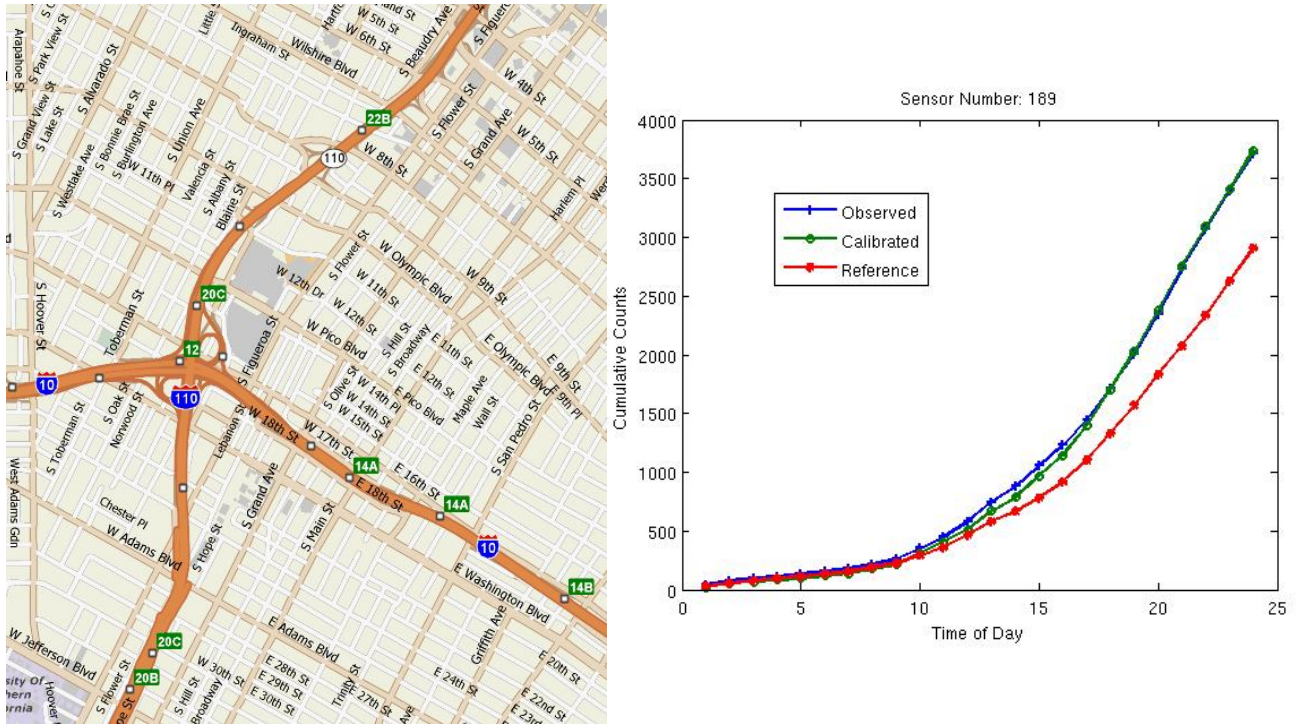 S Park View St
Arapahoe St
S Grand View St
S Lake St
S Alvarado St
S Westlake Ave
S Bonnie Brae St
S Burlington Ave
W 11th Pl
S Union Ave
Valencia St
S Albany St
Blaine St
Ingraham St
Wilshire Blvd
W 5th St
W 6th St
S Beaudry Ave
S Figueroa
W 4th St
W 5th St
S Flower St
S Grand Ave
22B
110
W 8th St
Harlem Pl
S Flower St
W Olympic Blvd
W 9th St
W 12th Dr
W 11th St
W 12th St
W Pico Blvd
S Hill St
S Broadway
E 11th St
E Olympic Blvd
E 9th St
E 9th Pl
E 12th St
E Pico Blvd
Maple Ave
Wall St
S San Pedro St
S Hoover St
Toberman St
20C
12
S Figueroa St
10
110
S Olive St
W 14th Pl
W 14th St
W 15th St
S Oak St
Norwood St
S Toberman St
Lebanon St
W 18th St
W 17th St
14A
E 16th St
E 18th St
14A
West Adams Gdn
Chester Pl
W Adams Blvd
S Grand Ave
S Hope St
S Main St
10
E Washington Blvd
14B
W Jefferson Blvd
E Adams Blvd
Griffith Ave
20C
20B
S Flower St
W 30th St
Broadway
E 28th St
E 29th St
E 30th St
Trinity St
E 27th St
E 24th St
E 20th St
E 22nd St
E 23rd St
sity Of
hern
ornia
Hoover
pe St
Sensor Number: 189
4000
3500
3000
2500
2000
1500
1000
500
0
Cumulative Counts
Observed
Calibrated
Reference
0 5 10 15 20 25
Time of Day